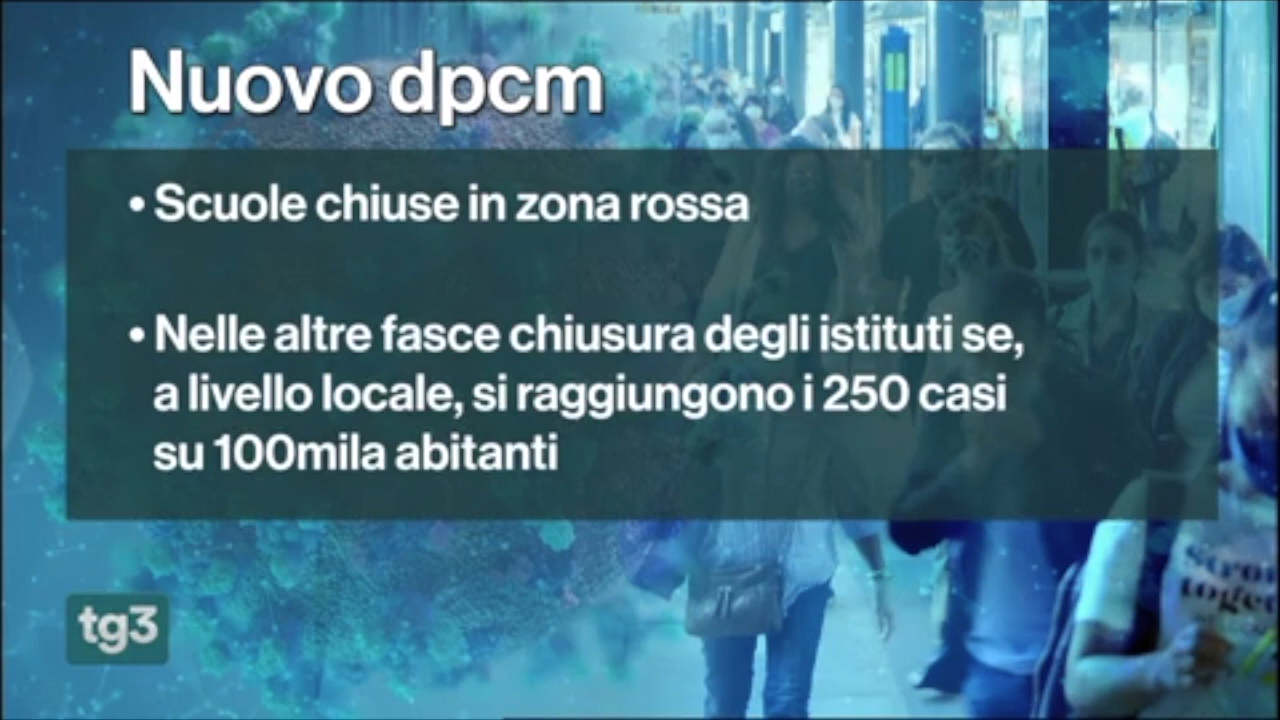 Nuovo dpcm
• Scuole chiuse in zona rossa
• Nelle altre fasce chiusura degli istituti se,
a livello locale, si raggiungono i 250 casi
su 100mila abitanti
tg3